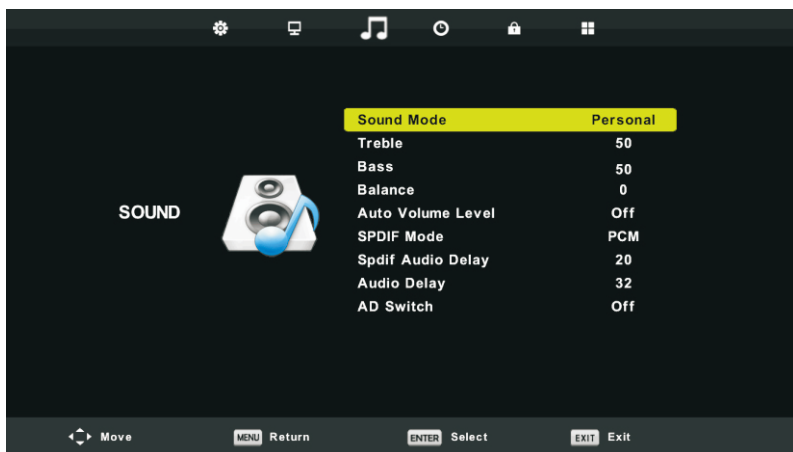 Sound Mode Personal
Treble 50
Bass 50
Balance 0
SOUND
Auto Volume Level Off
SPDIF Mode PCM
Spdif Audio Delay 20
Audio Delay 32
AD Switch Off
Move MENU Return ENTER Select EXIT Exit